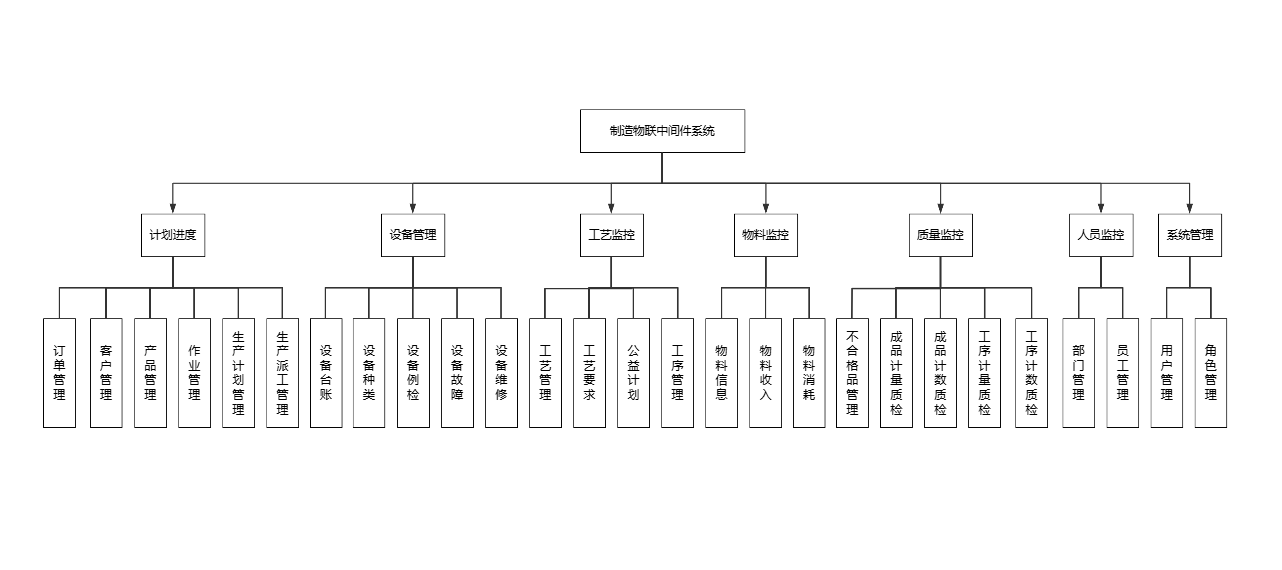 制造物联中间件系统
计划进度
设备管理
工艺监控
物料监控
质量监控
人员监控
系统管理
订单管理
客户管理
产品管理
作业管理
生产计划管理
生产派工管理
设备台账
设备种类
设备例检
设备故障
设备维修
工艺管理
工艺要求
公益计划
工序管理
物料信息
物料收入
物料消耗
不合格品管理
成品计量质检
成品计数质检
工序计量质检
工序计数质检
部门管理
员工管理
用户管理
角色管理